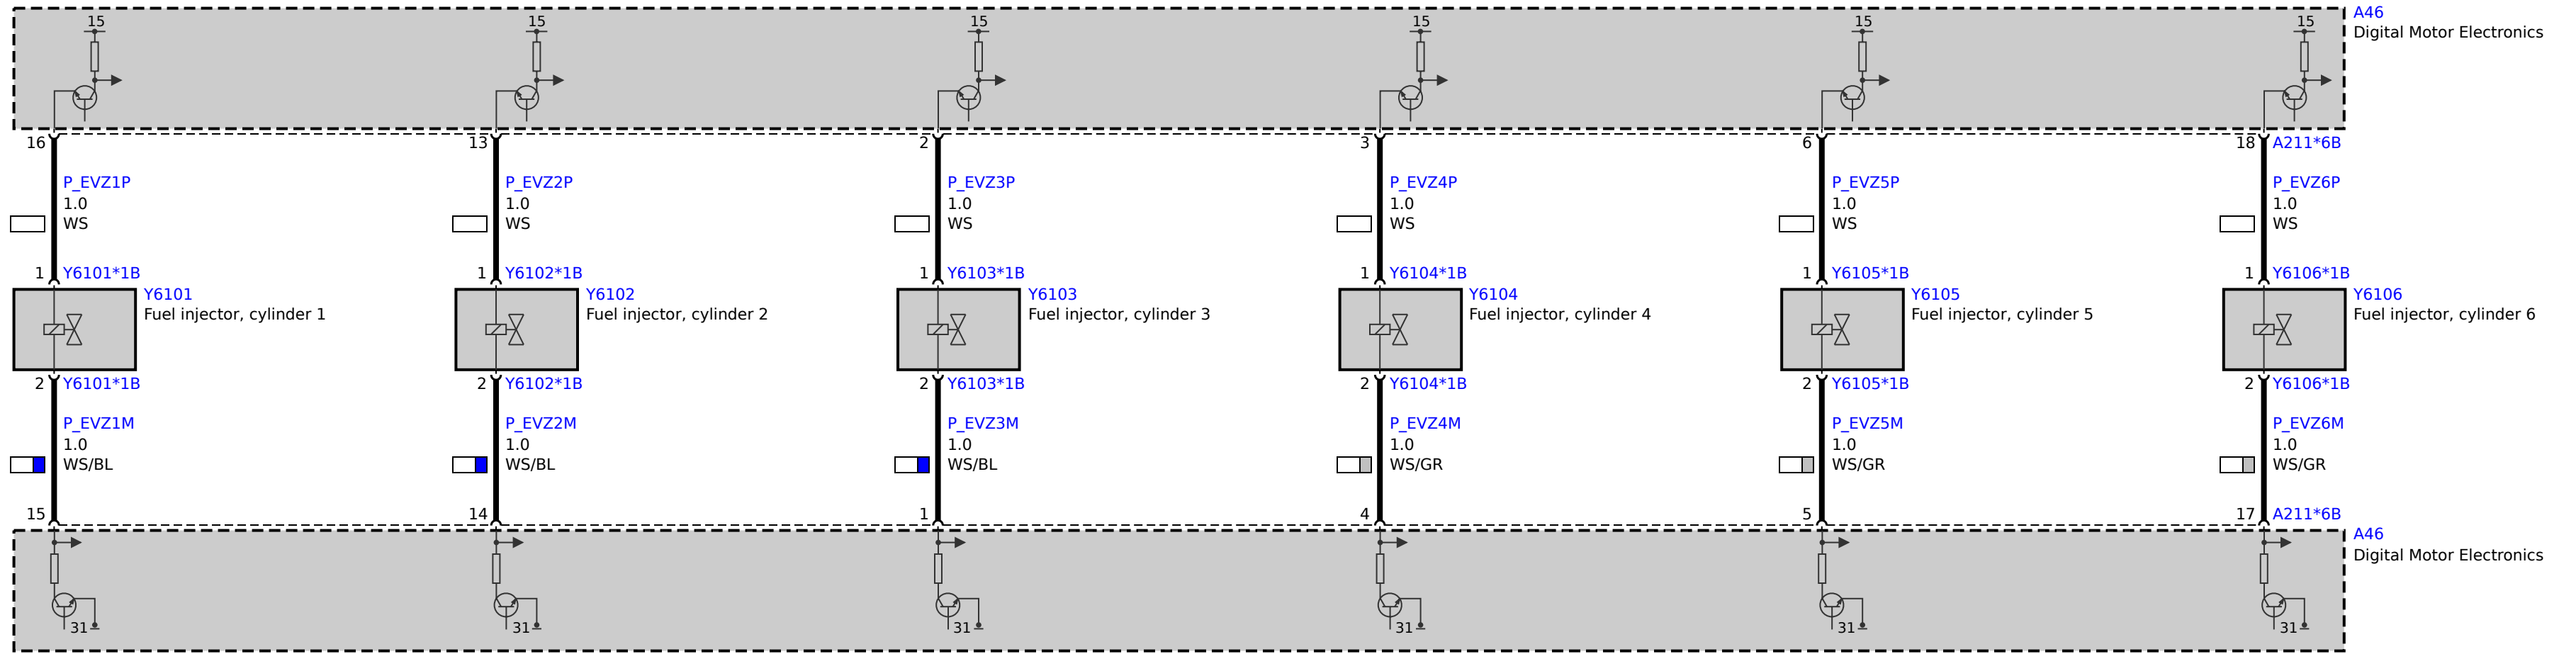 15 15 15 15 15 15 A46
Digital Motor Electronics
16 13 2 3 6 18 A211*6B
P_EVZ1P P_EVZ2P P_EVZ3P P_EVZ4P P_EVZ5P P_EVZ6P
1.0 1.0 1.0 1.0 1.0 1.0
WS WS WS WS WS WS
1 Y6101*1B 1 Y6102*1B 1 Y6103*1B 1 Y6104*1B 1 Y6105*1B 1 Y6106*1B
Y6101 Y6102 Y6103 Y6104 Y6105 Y6106
Fuel injector, cylinder 1 Fuel injector, cylinder 2 Fuel injector, cylinder 3 Fuel injector, cylinder 4 Fuel injector, cylinder 5 Fuel injector, cylinder 6
2 Y6101*1B 2 Y6102*1B 2 Y6103*1B 2 Y6104*1B 2 Y6105*1B 2 Y6106*1B
P_EVZ1M P_EVZ2M P_EVZ3M P_EVZ4M P_EVZ5M P_EVZ6M
1.0 1.0 1.0 1.0 1.0 1.0
WS/BL WS/BL WS/BL WS/GR WS/GR WS/GR
15 14 1 4 5 17 A211*6B
A46
Digital Motor Electronics
31 31 31 31 31 31